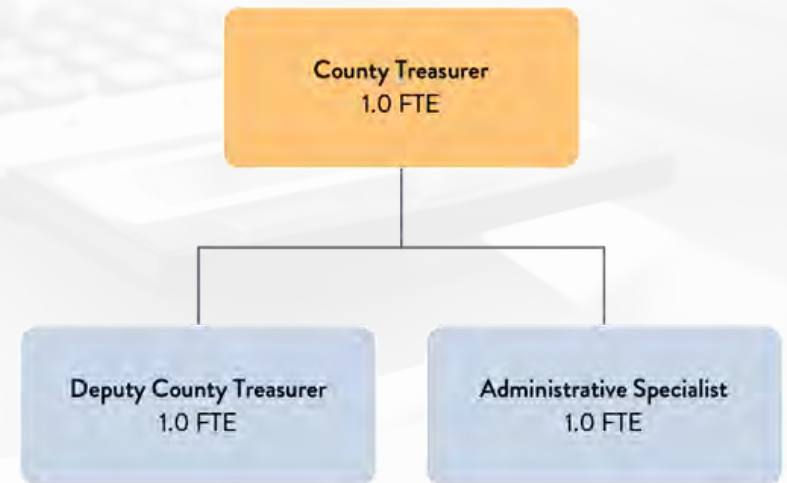 County Treasurer
1.0 FTE
Deputy County Treasurer
1.0 FTE
Administrative Specialist
1.0 FTE